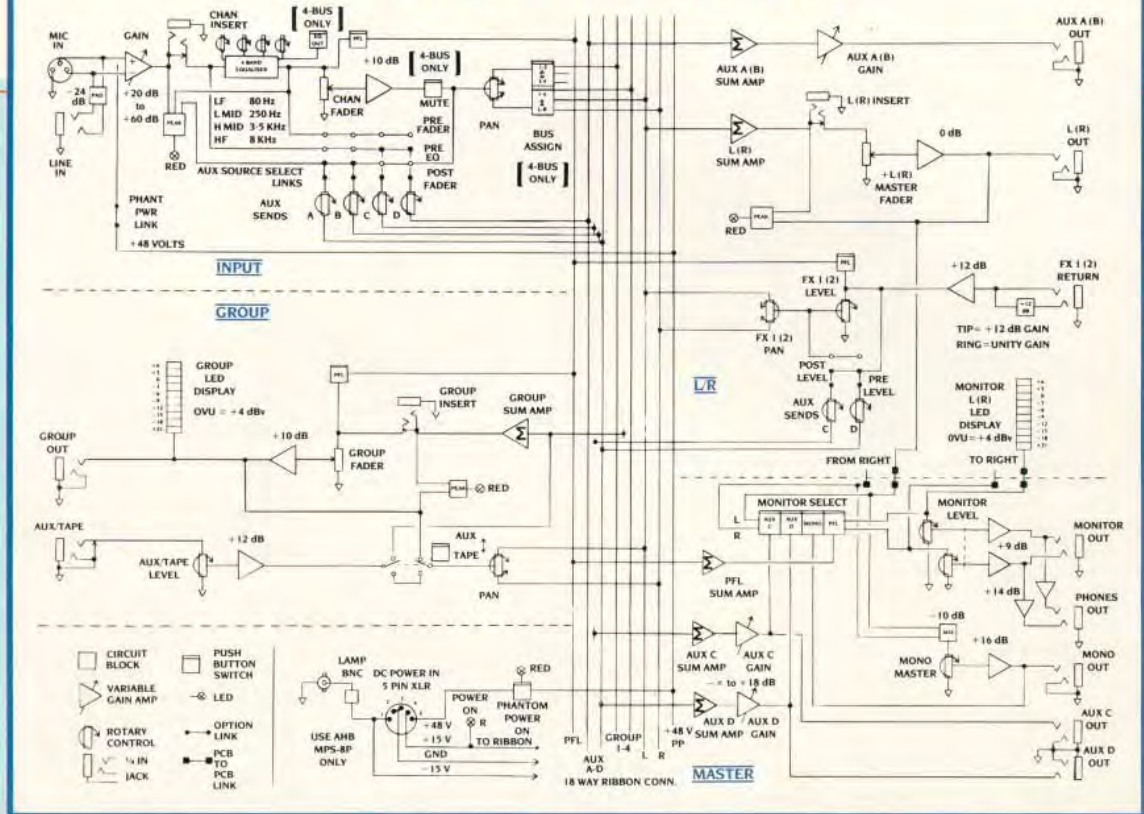 MIC
IN
GAIN
CHAN
INSERT
4-BUS
ONLY
EQ
OUT
PFL
4-BAND
EQUALISER
+10 dB
4-BUS
ONLY
-24
dB
PAD
+20 dB
to
+60 dB
LINE
IN
PEAK
RED
LF 80 Hz
L MID 250 Hz
H MID 3-5 KHz
HF 8 KHz
CHAN
FADER
MUTE
PRE
FADER
PRE
EQ
POST
FADER
PAN
BUS
ASSIGN
4-BUS
ONLY
AUX SOURCE SELECT
LINKS
AUX
SENDS
A
B
C
D
PHANT
PWR
LINK
+48 VOLTS
INPUT
AUX A (B)
SUM AMP
AUX A (B)
GAIN
AUX A (B)
OUT
L (R) INSERT
L (R)
SUM AMP
0 dB
L (R)
OUT
+L (R)
MASTER
FADER
PEAK
RED
PFL
FX 1 (2)
LEVEL
+12 dB
FX 1 (2)
RETURN
-12
dB
TIP= +12 dB GAIN
RING=UNITY GAIN
FX 1 (2)
PAN
POST
LEVEL
PRE
LEVEL
L/R
AUX
SENDS
C
D
MONITOR
L (R)
LED
DISPLAY
0VU=+4 dBv
FROM RIGHT
TO RIGHT
GROUP
GROUP
LED
DISPLAY
OVU = +4 dBv
PFL
GROUP
INSERT
GROUP
SUM AMP
GROUP
OUT
+10 dB
GROUP
FADER
PEAK
RED
AUX/TAPE
AUX/TAPE
LEVEL
+12 dB
AUX
TAPE
PAN
MONITOR SELECT
L
R
AUX
C
AUX
D
MONO
PFL
MONITOR
LEVEL
+9 dB
MONITOR
OUT
+14 dB
PHONES
OUT
PFL
SUM AMP
-10 dB
+16 dB
MONO
MASTER
MONO
OUT
AUX C
SUM AMP
AUX C
GAIN
-∞ to +18 dB
AUX D
SUM AMP
AUX D
GAIN
AUX C
OUT
AUX D
OUT
MASTER
CIRCUIT
BLOCK
PUSH
BUTTON
SWITCH
VARIABLE
GAIN AMP
LED
ROTARY
CONTROL
OPTION
LINK
¼ IN
JACK
PCB
TO
PCB
LINK
LAMP
BNC
DC POWER IN
5 PIN XLR
USE AHB
MPS-8P
ONLY
+48 V
+15 V
GND
-15 V
POWER
ON
R
RED
PHANTOM
POWER
ON
TO RIBBON
PFL
AUX
A-D
GROUP
1-4
L
R
+48 V
PP
18 WAY RIBBON CONN.